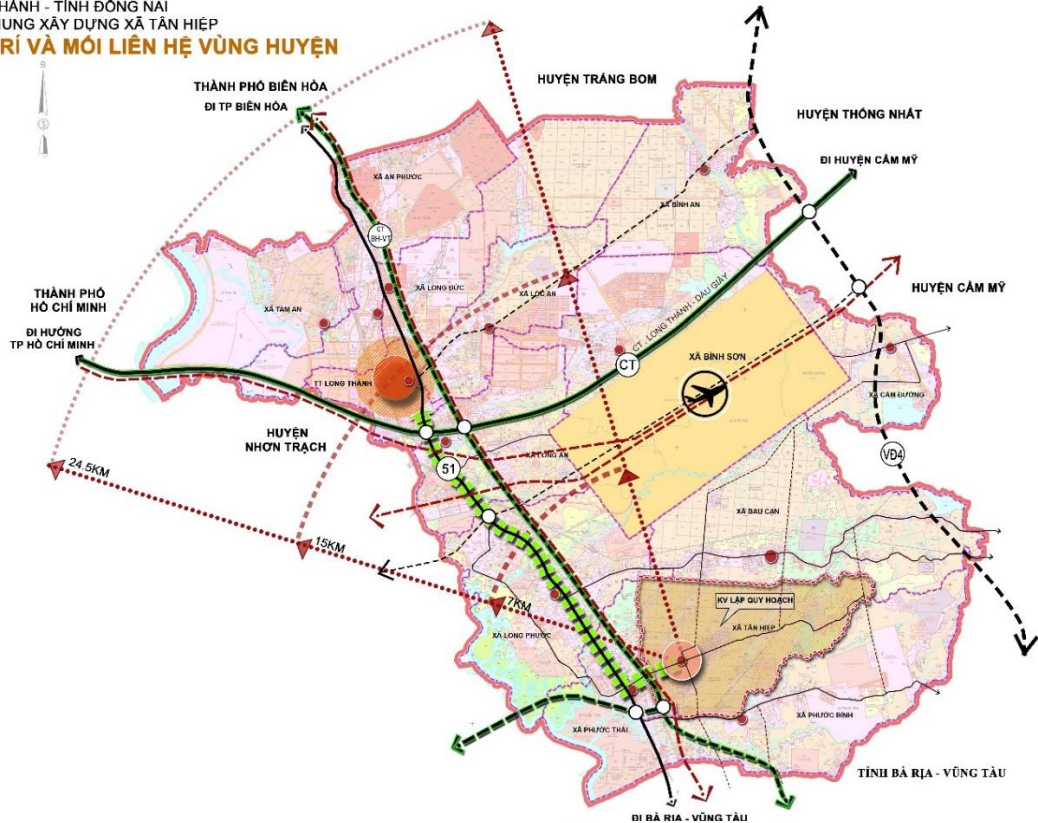 HÀNH - TỈNH ĐỒNG NAI
HUNG XÂY DỰNG XÃ TÂN HIỆP
RÍ VÀ MỐI LIÊN HỆ VÙNG HUYỆN
B
HUYỆN TRẢNG BOM
THÀNH PHỐ BIÊN HÒA
ĐI TP BIÊN HÒA
HUYỆN THỐNG NHẤT
ĐI HUYỆN CẨM MỸ
XÃ AN PHƯỚC
XÃ BÌNH AN
CT
BH-VT
THÀNH PHỐ
HỒ CHÍ MINH
XÃ LONG ĐỨC
XÃ LỘC AN
HUYỆN CẨM MỸ
XÃ TAM AN
ĐI HƯỚNG
TP HỒ CHÍ MINH
CT - LONG THÀNH - DẦU GIÂY
XÃ BÌNH SƠN
CT
TT LONG THÀNH
XÃ CẨM ĐƯỜNG
HUYỆN
NHƠN TRẠCH
XÃ LONG AN
VĐ4
51
24.5KM
XÃ BÀU CẠN
15KM
KV LẬP QUY HOẠCH
7KM
XÃ TÂN HIỆP
XÃ LONG PHƯỚC
XÃ PHƯỚC BÌNH
XÃ PHƯỚC THÁI
TỈNH BÀ RỊA - VŨNG TÀU
ĐI BÀ RỊA - VŨNG TÀU